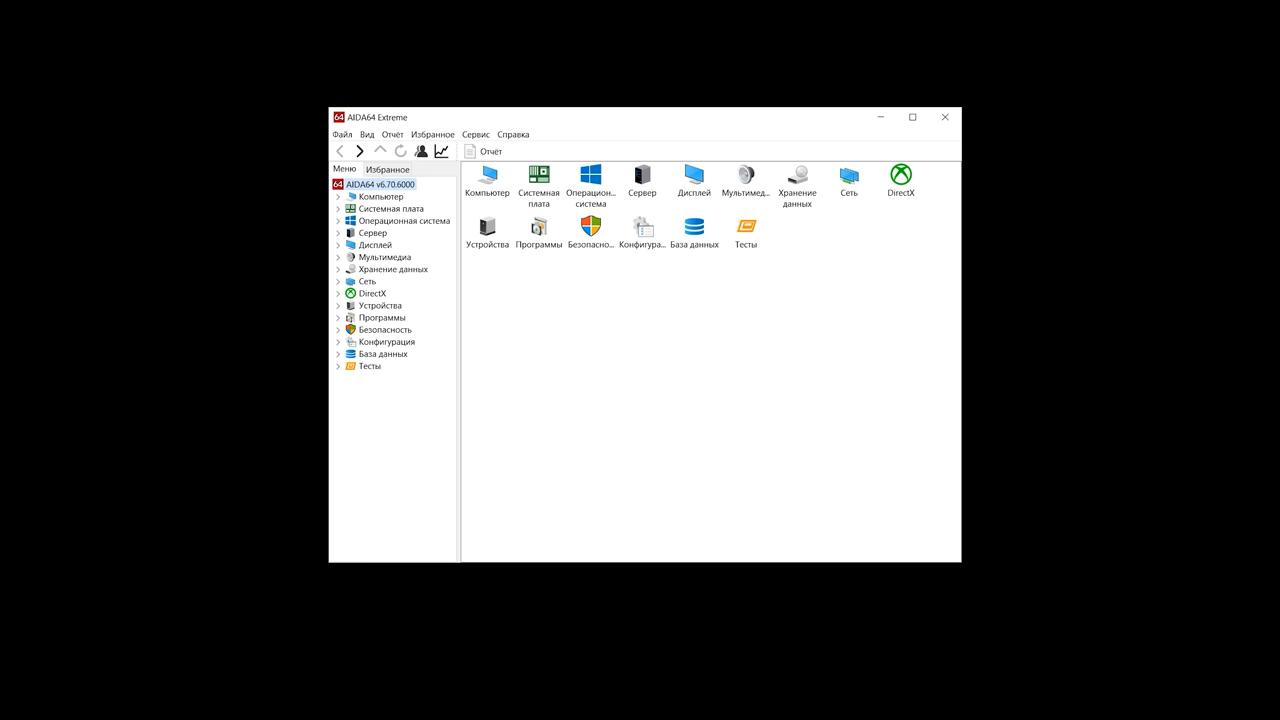 64 AIDA64 Extreme
Файл Вид Отчёт Избранное Сервис Справка
Отчёт
Меню Избранное
64 AIDA64 v6.70.6000
Компьютер
Системная плата
Операционная система
Сервер
Дисплей
Мультимедиа
Хранение данных
Сеть
DirectX
Устройства
Программы
Безопасность
Конфигурация
База данных
Тесты
Компьютер
Системная плата
Операцион... система
Сервер
Дисплей
Мультимед...
Хранение данных
Сеть
DirectX
Устройства
Программы
Безопасно...
Конфигура...
База данных
Тесты